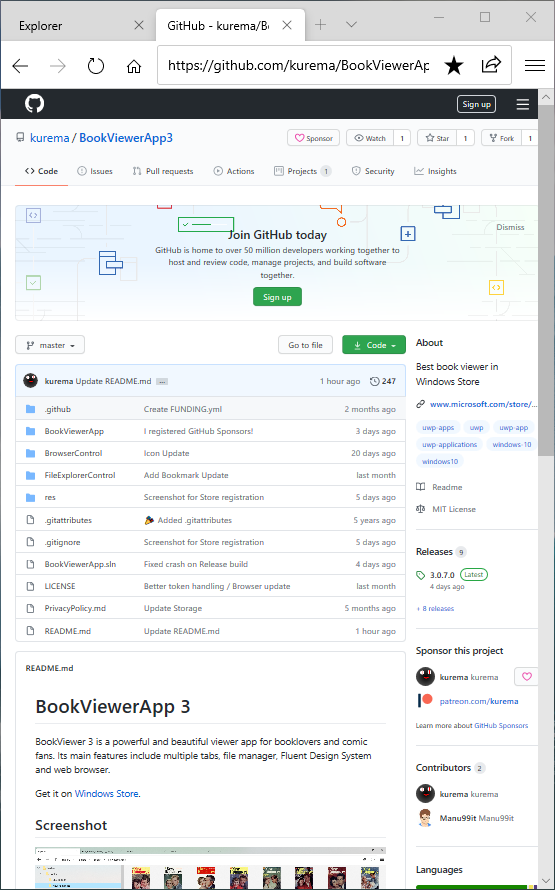 Explorer
GitHub - kurema/Bo
https://github.com/kurema/BookViewerAp
Sign up
kurema / BookViewerApp3
Sponsor
Watch 1
Star 1
Fork 1
Code
Issues
Pull requests
Actions
Projects 1
Security
Insights
Dismiss
Join GitHub today
GitHub is home to over 50 million developers working together to
host and review code, manage projects, and build software
together.
Sign up
master
Go to file
Code
kurema Update README.md ... 1 hour ago 247
.github Create FUNDING.yml 2 months ago
BookViewerApp I registered GitHub Sponsors! 3 days ago
BrowserControl Icon Update 20 days ago
FileExplorerControl Add Bookmark Update last month
res Screenshot for Store registration 5 days ago
.gitattributes Added .gitattributes 5 years ago
.gitignore Screenshot for Store registration 5 days ago
BookViewerApp.sln Fixed crash on Release build 4 days ago
LICENSE Better token handling / Browser update last month
PrivacyPolicy.md Update Storage 5 months ago
README.md Update README.md 1 hour ago
README.md
BookViewerApp 3
BookViewer 3 is a powerful and beautiful viewer app for booklovers and comic
fans. Its main features include multiple tabs, file manager, Fluent Design System
and web browser.
Get it on Windows Store.
Screenshot
About
Best book viewer in
Windows Store
www.microsoft.com/store/...
uwp-apps uwp uwp-app
uwp-applications windows-10
windows10
Readme
MIT License
Releases 9
3.0.7.0 Latest
4 days ago
+ 8 releases
Sponsor this project
kurema kurema
patreon.com/kurema
Learn more about GitHub Sponsors
Contributors 2
kurema kurema
Manu99it Manu99it
Languages